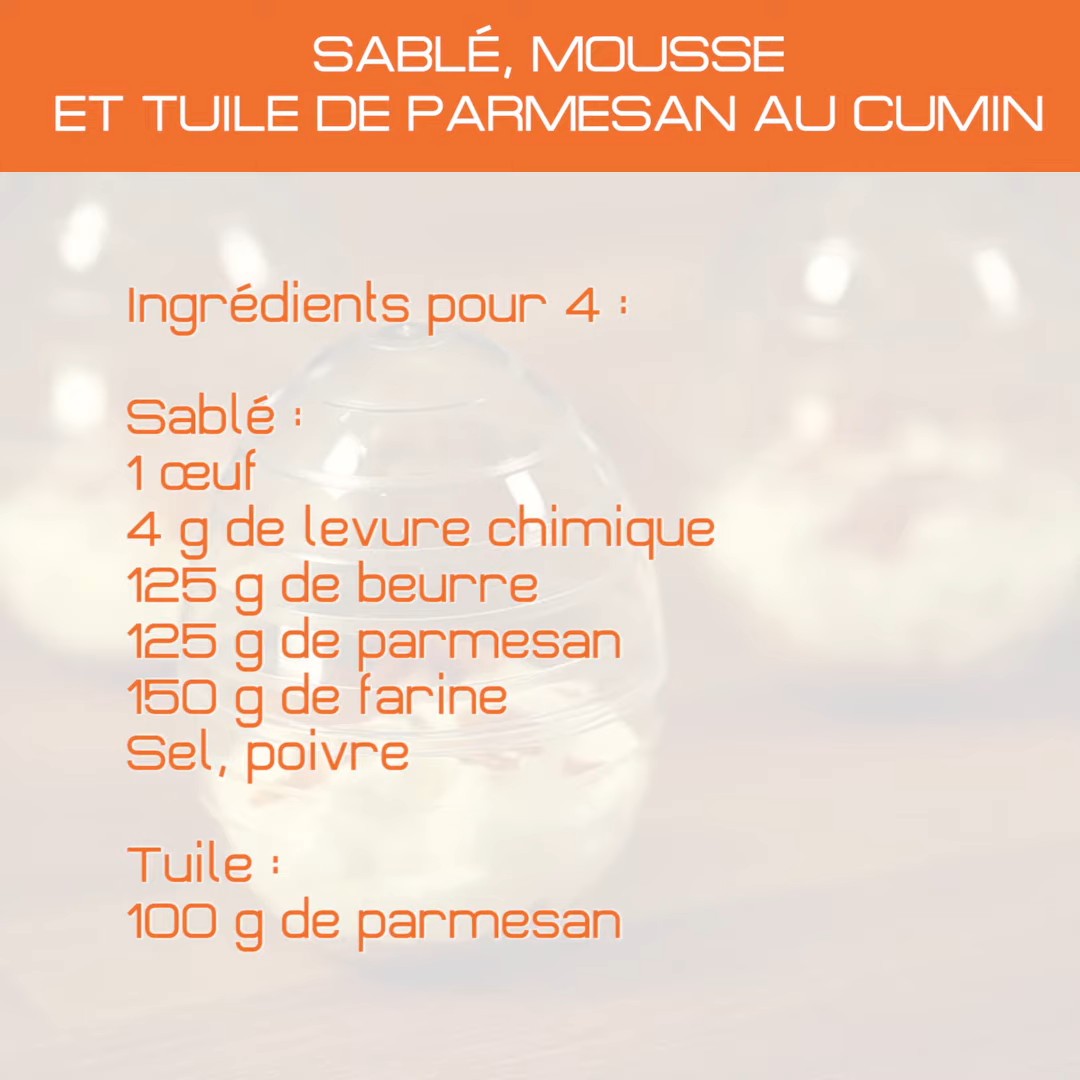 SABLÉ, MOUSSE
ET TUILE DE PARMESAN AU CUMIN
Ingrédients pour 4 :
Sablé :
1 œuf
4 g de levure chimique
125 g de beurre
125 g de parmesan
150 g de farine
Sel, poivre
Tuile :
100 g de parmesan